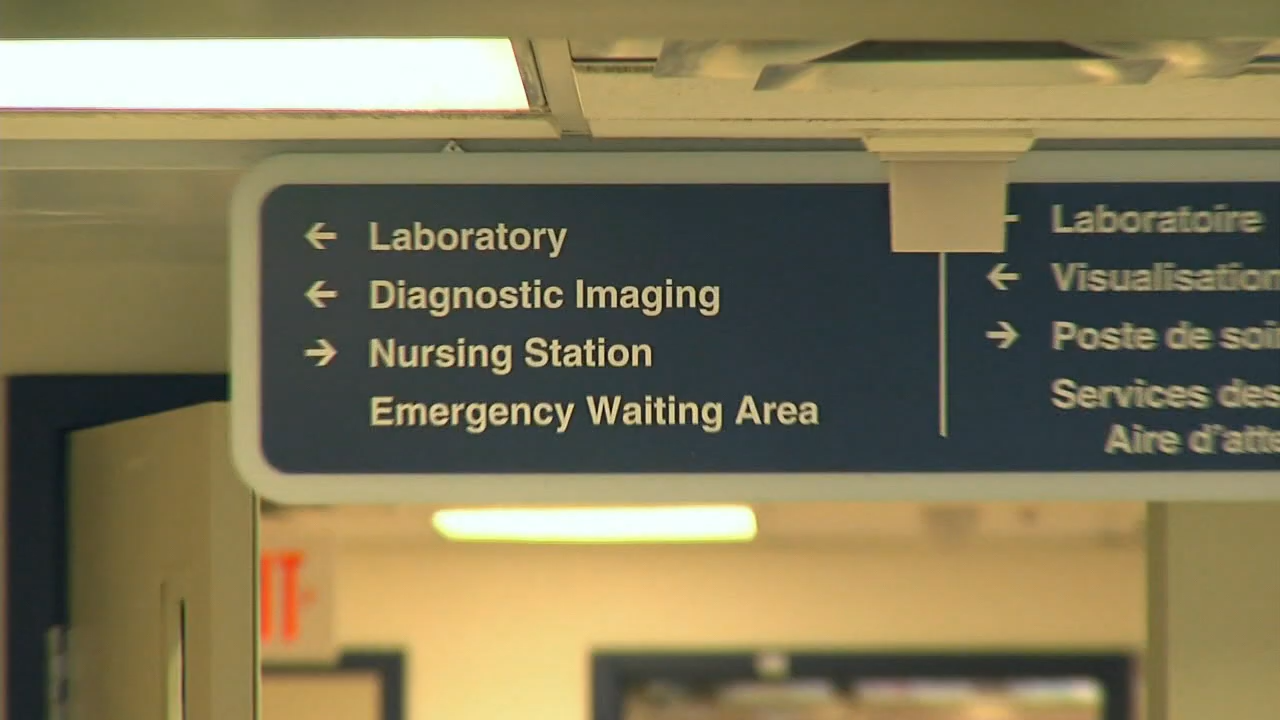 ← Laboratory
← Diagnostic Imaging
→ Nursing Station
Emergency Waiting Area
Laboratoire
← Visualisation
→ Poste de
Services des
Aire